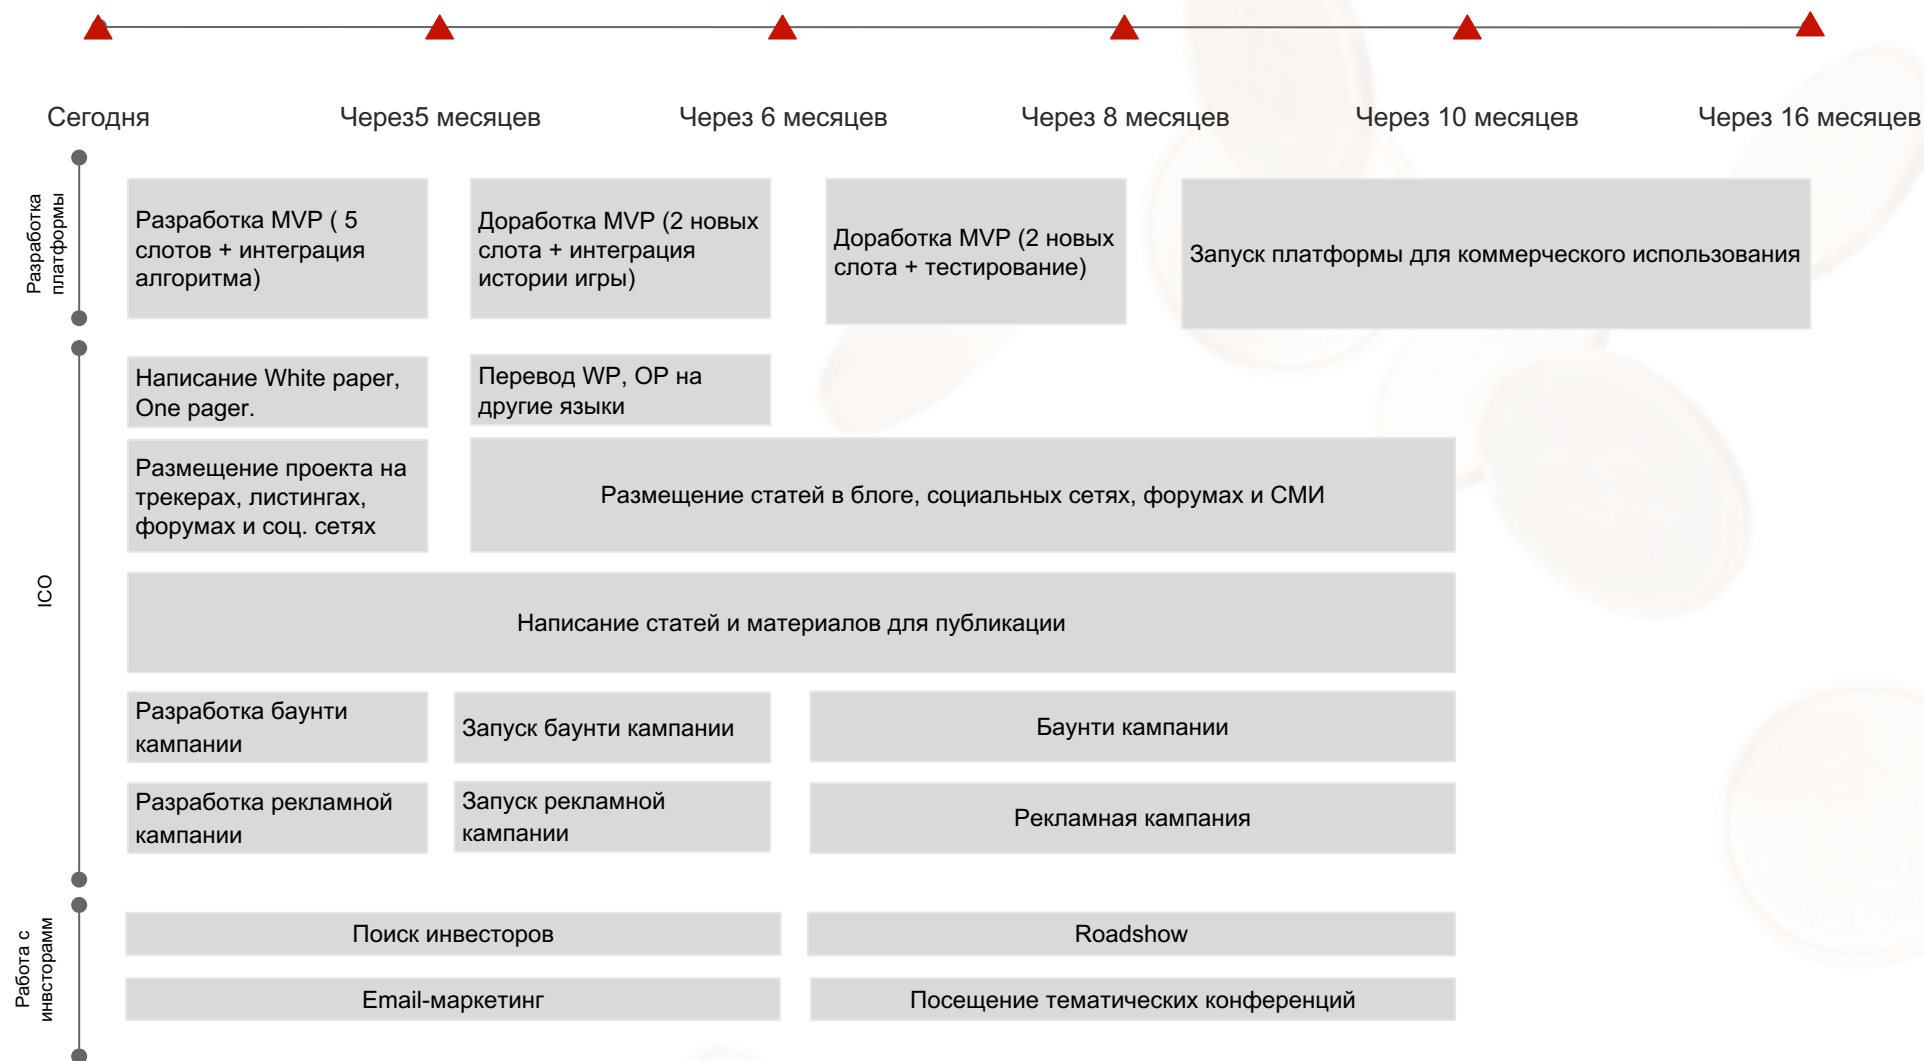 Сегодня
Через5 месяцев
Через 6 месяцев
Через 8 месяцев
Через 10 месяцев
Через 16 месяцев
Разработка
платформы
Разработка MVP ( 5
слотов + интеграция
алгоритма)
Доработка MVP (2 новых
слота + интеграция
истории игры)
Доработка MVP (2 новых
слота + тестирование)
Запуск платформы для коммерческого использования
ICO
Написание White paper,
One pager.
Перевод WP, OP на
другие языки
Размещение проекта на
трекерах, листингах,
форумах и соц. сетях
Размещение статей в блоге, социальных сетях, форумах и СМИ
Написание статей и материалов для публикации
Разработка баунти
кампании
Запуск баунти кампании
Баунти кампании
Разработка рекламной
кампании
Запуск рекламной
кампании
Рекламная кампания
Работа с
инвсторамм
Поиск инвесторов
Roadshow
Email-маркетинг
Посещение тематических конференций